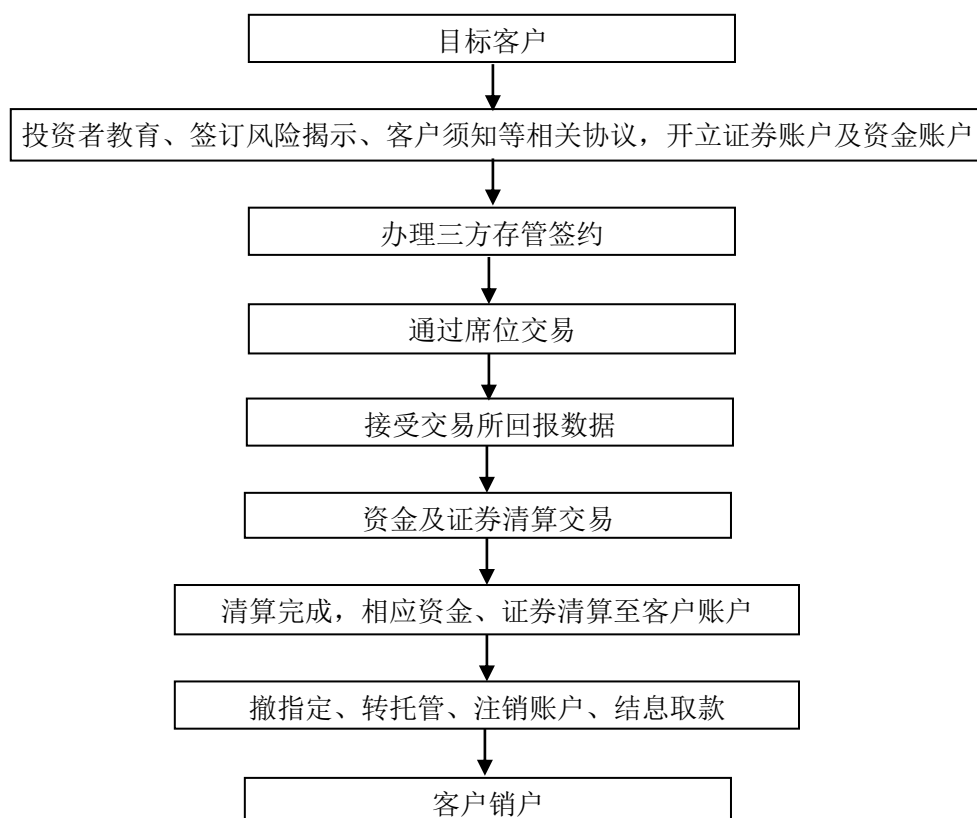 目标客户
投资者教育、签订风险揭示、客户须知等相关协议，开立证券账户及资金账户
办理三方存管签约
通过席位交易
接受交易所回报数据
资金及证券清算交易
清算完成，相应资金、证券清算至客户账户
撤指定、转托管、注销账户、结息取款
客户销户